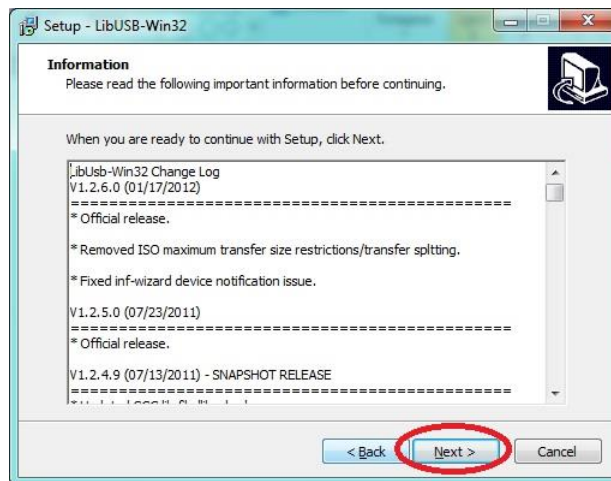 Setup - LibUSB-Win32
Information
Please read the following important information before continuing.
When you are ready to continue with Setup, click Next.
LibUsb-Win32 Change Log
V1.2.6.0 (01/17/2012)
==================================================
* Official release.
* Removed ISO maximum transfer size restrictions/transfer spltting.
* Fixed inf-wizard device notification issue.
V1.2.5.0 (07/23/2011)
==================================================
* Official release.
V1.2.4.9 (07/13/2011) - SNAPSHOT RELEASE
==================================================
< Back
Next >
Cancel